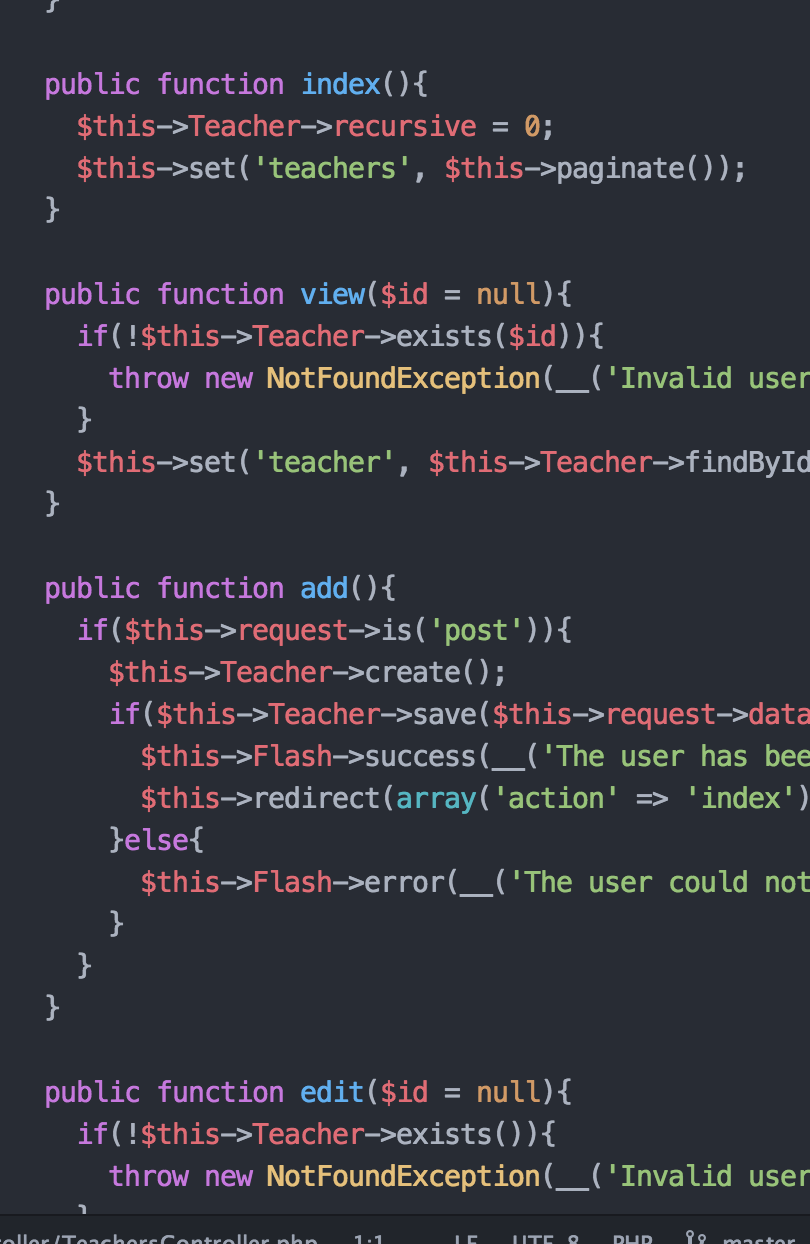 }
public function index(){
$this->Teacher->recursive = 0;
$this->set('teachers', $this->paginate());
}
public function view($id = null){
if(!$this->Teacher->exists($id)){
throw new NotFoundException(__('Invalid user
}
$this->set('teacher', $this->Teacher->findById
}
public function add(){
if($this->request->is('post')){
$this->Teacher->create();
if($this->Teacher->save($this->request->data
$this->Flash->success(__('The user has bee
$this->redirect(array('action' => 'index')
}else{
$this->Flash->error(__('The user could not
}
}
}
public function edit($id = null){
if(!$this->Teacher->exists()){
throw new NotFoundException(__('Invalid user
}
oller/TeachersController.php 1:1 LF UTF-8 PHP master